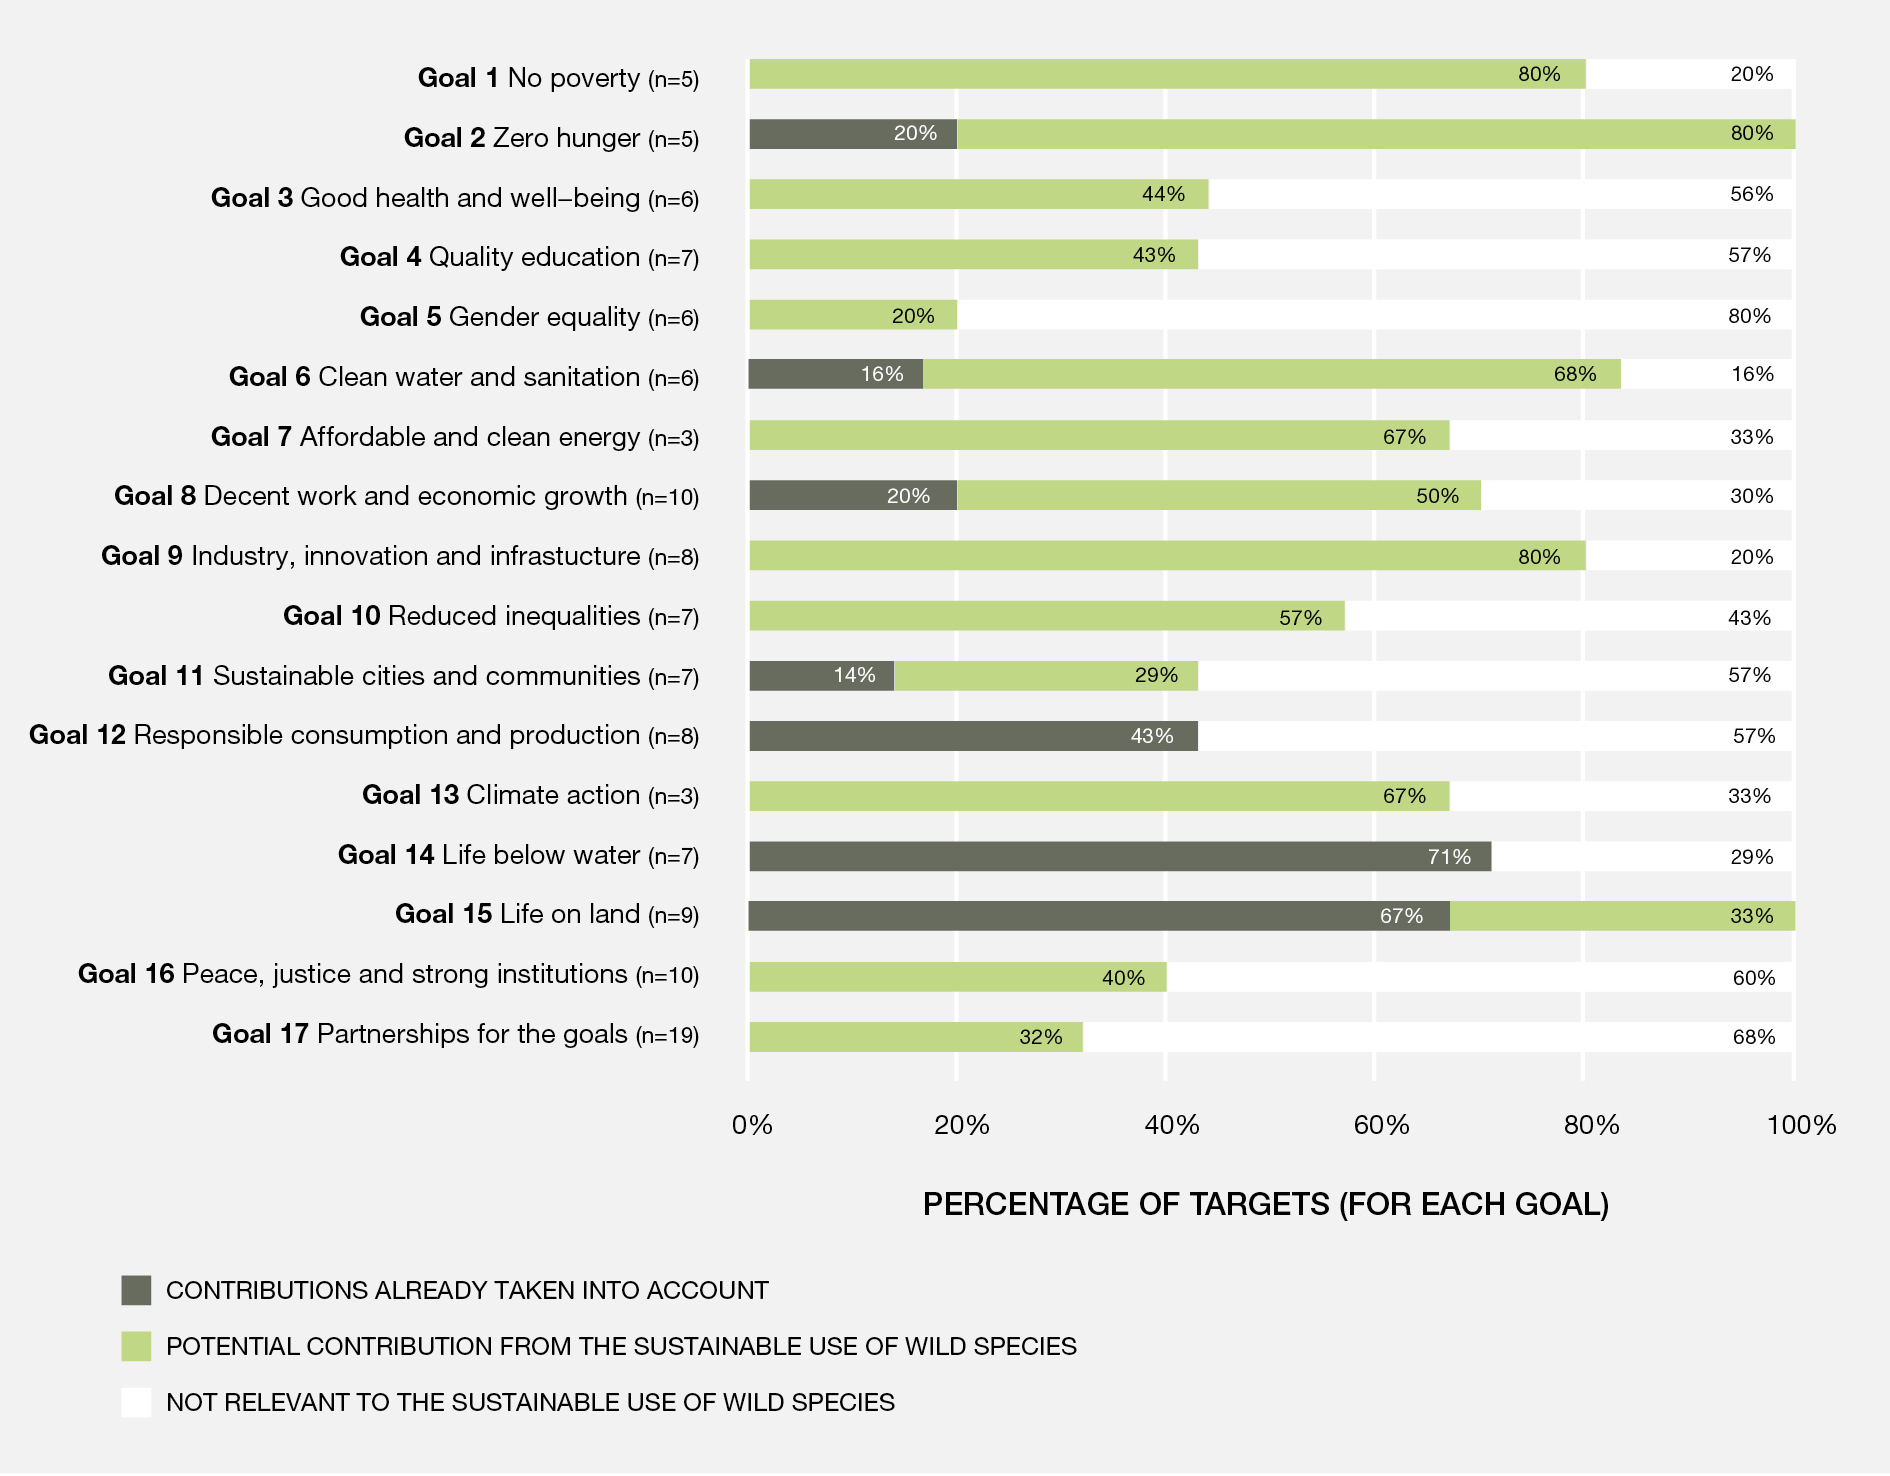 Goal 1 No poverty (n=5) 80% 20%
Goal 2 Zero hunger (n=5) 20% 80%
Goal 3 Good health and well–being (n=6) 44% 56%
Goal 4 Quality education (n=7) 43% 57%
Goal 5 Gender equality (n=6) 20% 80%
Goal 6 Clean water and sanitation (n=6) 16% 68% 16%
Goal 7 Affordable and clean energy (n=3) 67% 33%
Goal 8 Decent work and economic growth (n=10) 20% 50% 30%
Goal 9 Industry, innovation and infrastucture (n=8) 80% 20%
Goal 10 Reduced inequalities (n=7) 57% 43%
Goal 11 Sustainable cities and communities (n=7) 14% 29% 57%
Goal 12 Responsible consumption and production (n=8) 43% 57%
Goal 13 Climate action (n=3) 67% 33%
Goal 14 Life below water (n=7) 71% 29%
Goal 15 Life on land (n=9) 67% 33%
Goal 16 Peace, justice and strong institutions (n=10) 40% 60%
Goal 17 Partnerships for the goals (n=19) 32% 68%
0% 20% 40% 60% 80% 100%
PERCENTAGE OF TARGETS (FOR EACH GOAL)
CONTRIBUTIONS ALREADY TAKEN INTO ACCOUNT
POTENTIAL CONTRIBUTION FROM THE SUSTAINABLE USE OF WILD SPECIES
NOT RELEVANT TO THE SUSTAINABLE USE OF WILD SPECIES